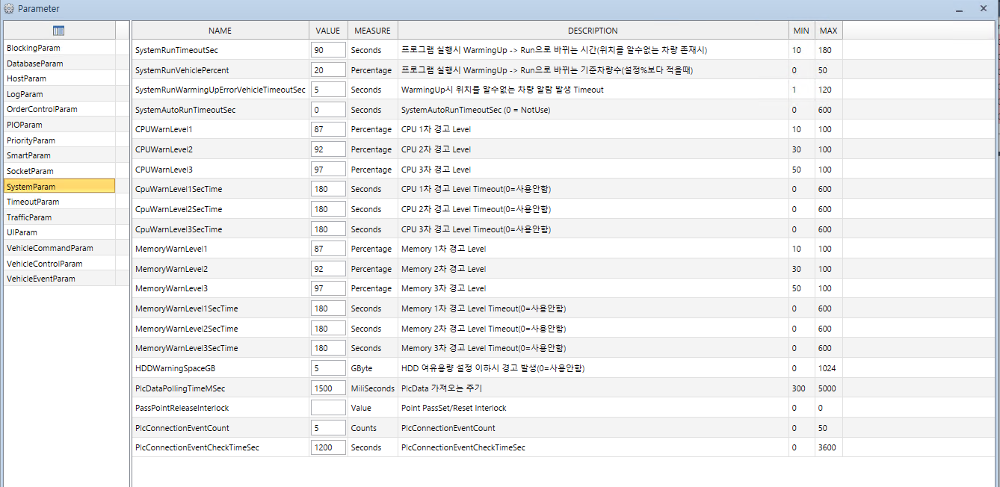 Parameter
NAME VALUE MEASURE DESCRIPTION MIN MAX
BlockingParam
DatabaseParam
HostParam
LogParam
OrderControlParam
PIOParam
PriorityParam
SmartParam
SocketParam
SystemParam
TimeoutParam
TrafficParam
UIParam
VehicleCommandParam
VehicleControlParam
VehicleEventParam
SystemRunTimeoutSec 90 Seconds 프로그램 실행시 WarmingUp -> Run으로 바뀌는 시간(위치를 알수없는 차량 존재시) 10 180
SystemRunVehiclePercent 20 Percentage 프로그램 실행시 WarmingUp -> Run으로 바뀌는 기준차량수(설정%보다 적을때) 0 50
SystemRunWarmingUpErrorVehicleTimeoutSec 5 Seconds WarmingUp시 위치를 알수없는 차량 알람 발생 Timeout 1 120
SystemAutoRunTimeoutSec 0 Seconds SystemAutoRunTimeoutSec (0 = NotUse) 0 600
CPUWarnLevel1 87 Percentage CPU 1차 경고 Level 10 100
CPUWarnLevel2 92 Percentage CPU 2차 경고 Level 30 100
CPUWarnLevel3 97 Percentage CPU 3차 경고 Level 50 100
CpuWarnLevel1SecTime 180 Seconds CPU 1차 경고 Level Timeout(0=사용안함) 0 600
CpuWarnLevel2SecTime 180 Seconds CPU 2차 경고 Level Timeout(0=사용안함) 0 600
CpuWarnLevel3SecTime 180 Seconds CPU 3차 경고 Level Timeout(0=사용안함) 0 600
MemoryWarnLevel1 87 Percentage Memory 1차 경고 Level 10 100
MemoryWarnLevel2 92 Percentage Memory 2차 경고 Level 30 100
MemoryWarnLevel3 97 Percentage Memory 3차 경고 Level 50 100
MemoryWarnLevel1SecTime 180 Seconds Memory 1차 경고 Level Timeout(0=사용안함) 0 600
MemoryWarnLevel2SecTime 180 Seconds Memory 2차 경고 Level Timeout(0=사용안함) 0 600
MemoryWarnLevel3SecTime 180 Seconds Memory 3차 경고 Level Timeout(0=사용안함) 0 600
HDDWarningSpaceGB 5 GByte HDD 여유용량 설정 이하시 경고 발생(0=사용안함) 0 1024
PlcDataPollingTimeMSec 1500 MiliSeconds PlcData 가져오는 주기 300 5000
PassPointReleaseInterlock Value Point PassSet/Reset Interlock 0 0
PlcConnectionEventCount 5 Counts PlcConnectionEventCount 0 50
PlcConnectionEventCheckTimeSec 1200 Seconds PlcConnectionEventCheckTimeSec 0 3600